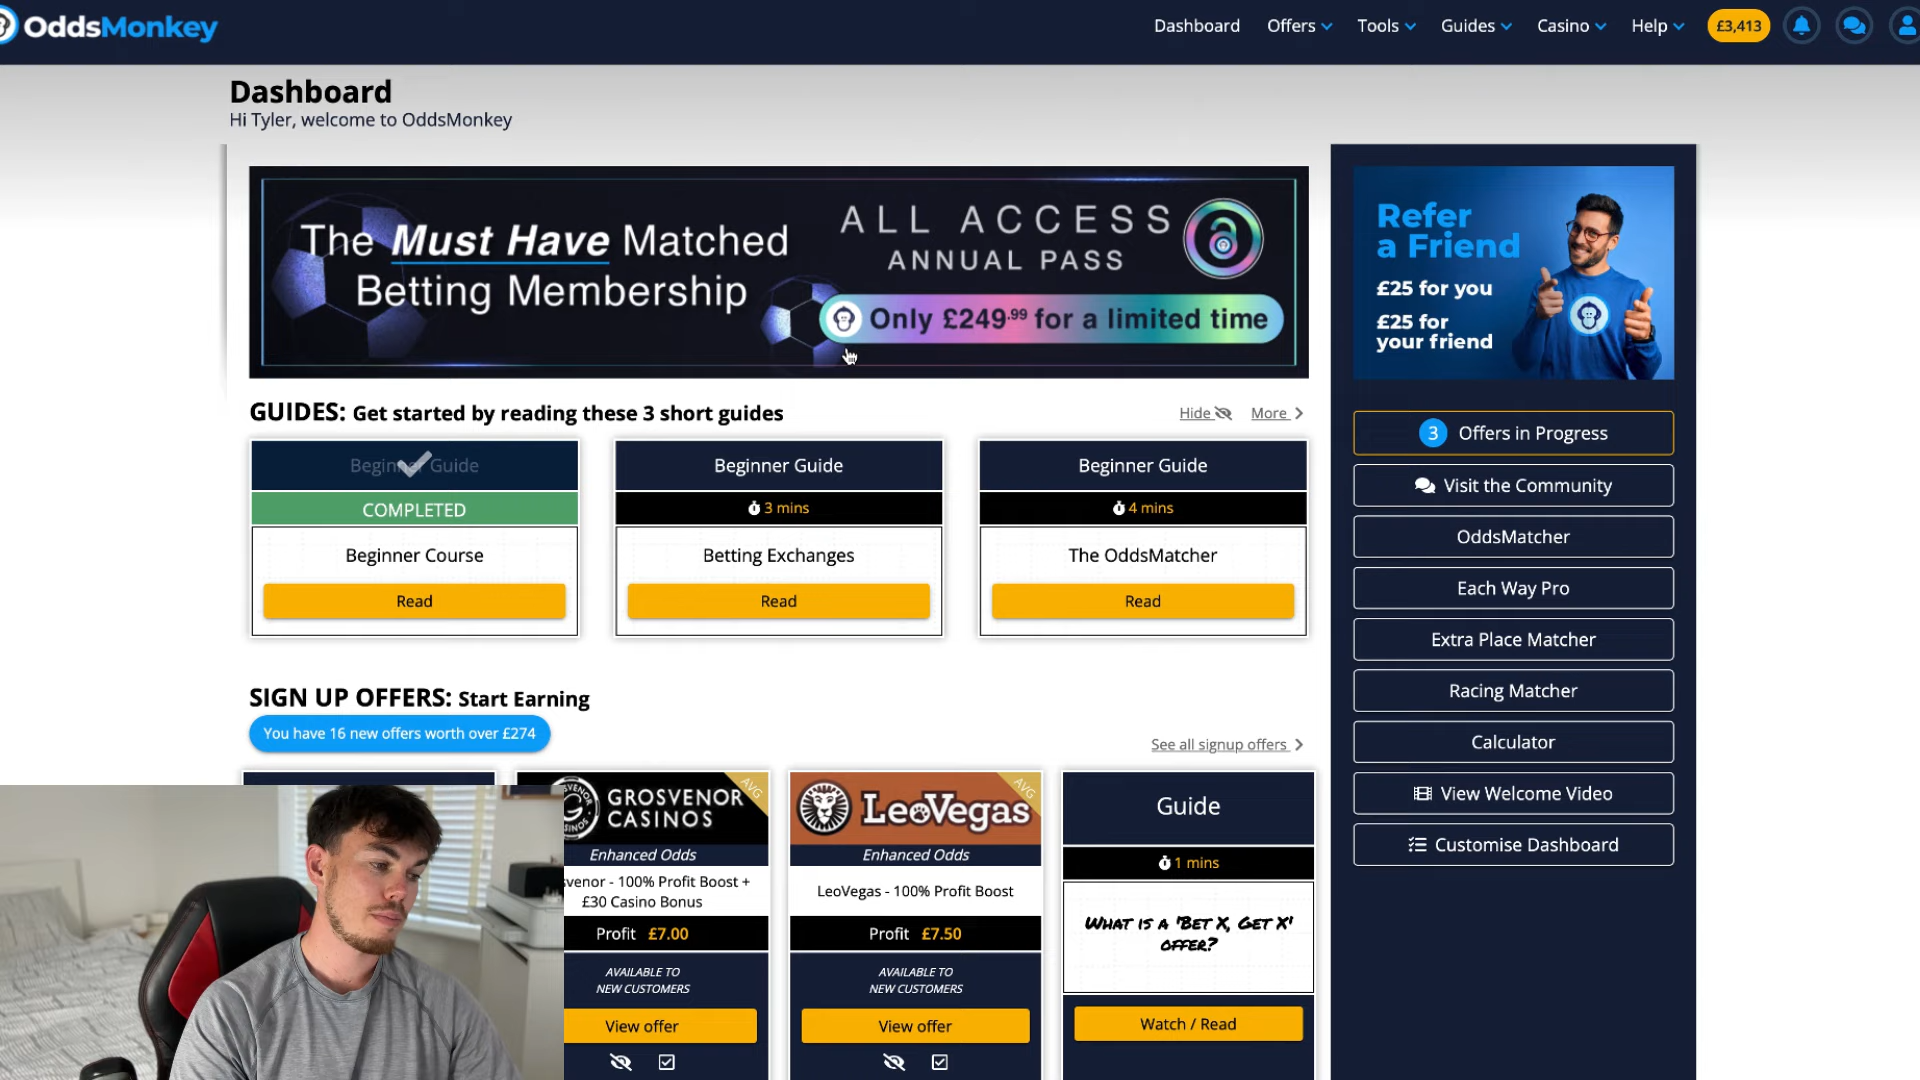 OddsMonkey
Dashboard
Offers
Tools
Guides
Casino
Help
£3,413
Dashboard
Hi Tyler, welcome to OddsMonkey
The Must Have Matched
Betting Membership
ALL ACCESS
ANNUAL PASS
Only £249.99 for a limited time
Refer
a Friend
£25 for you
£25 for
your friend
GUIDES: Get started by reading these 3 short guides
Hide
More
Beginner Guide
COMPLETED
Beginner Course
Read
Beginner Guide
3 mins
Betting Exchanges
Read
Beginner Guide
4 mins
The OddsMatcher
Read
3 Offers in Progress
Visit the Community
OddsMatcher
Each Way Pro
Extra Place Matcher
Racing Matcher
Calculator
View Welcome Video
Customise Dashboard
SIGN UP OFFERS: Start Earning
You have 16 new offers worth over £274
See all signup offers
GROSVENOR
CASINOS
AVG
Enhanced Odds
svenor - 100% Profit Boost +
£30 Casino Bonus
Profit £7.00
AVAILABLE TO
NEW CUSTOMERS
View offer
LeoVegas
AVG
Enhanced Odds
LeoVegas - 100% Profit Boost
Profit £7.50
AVAILABLE TO
NEW CUSTOMERS
View offer
Guide
1 mins
WHAT IS A 'BET X, GET X'
OFFER?
Watch / Read